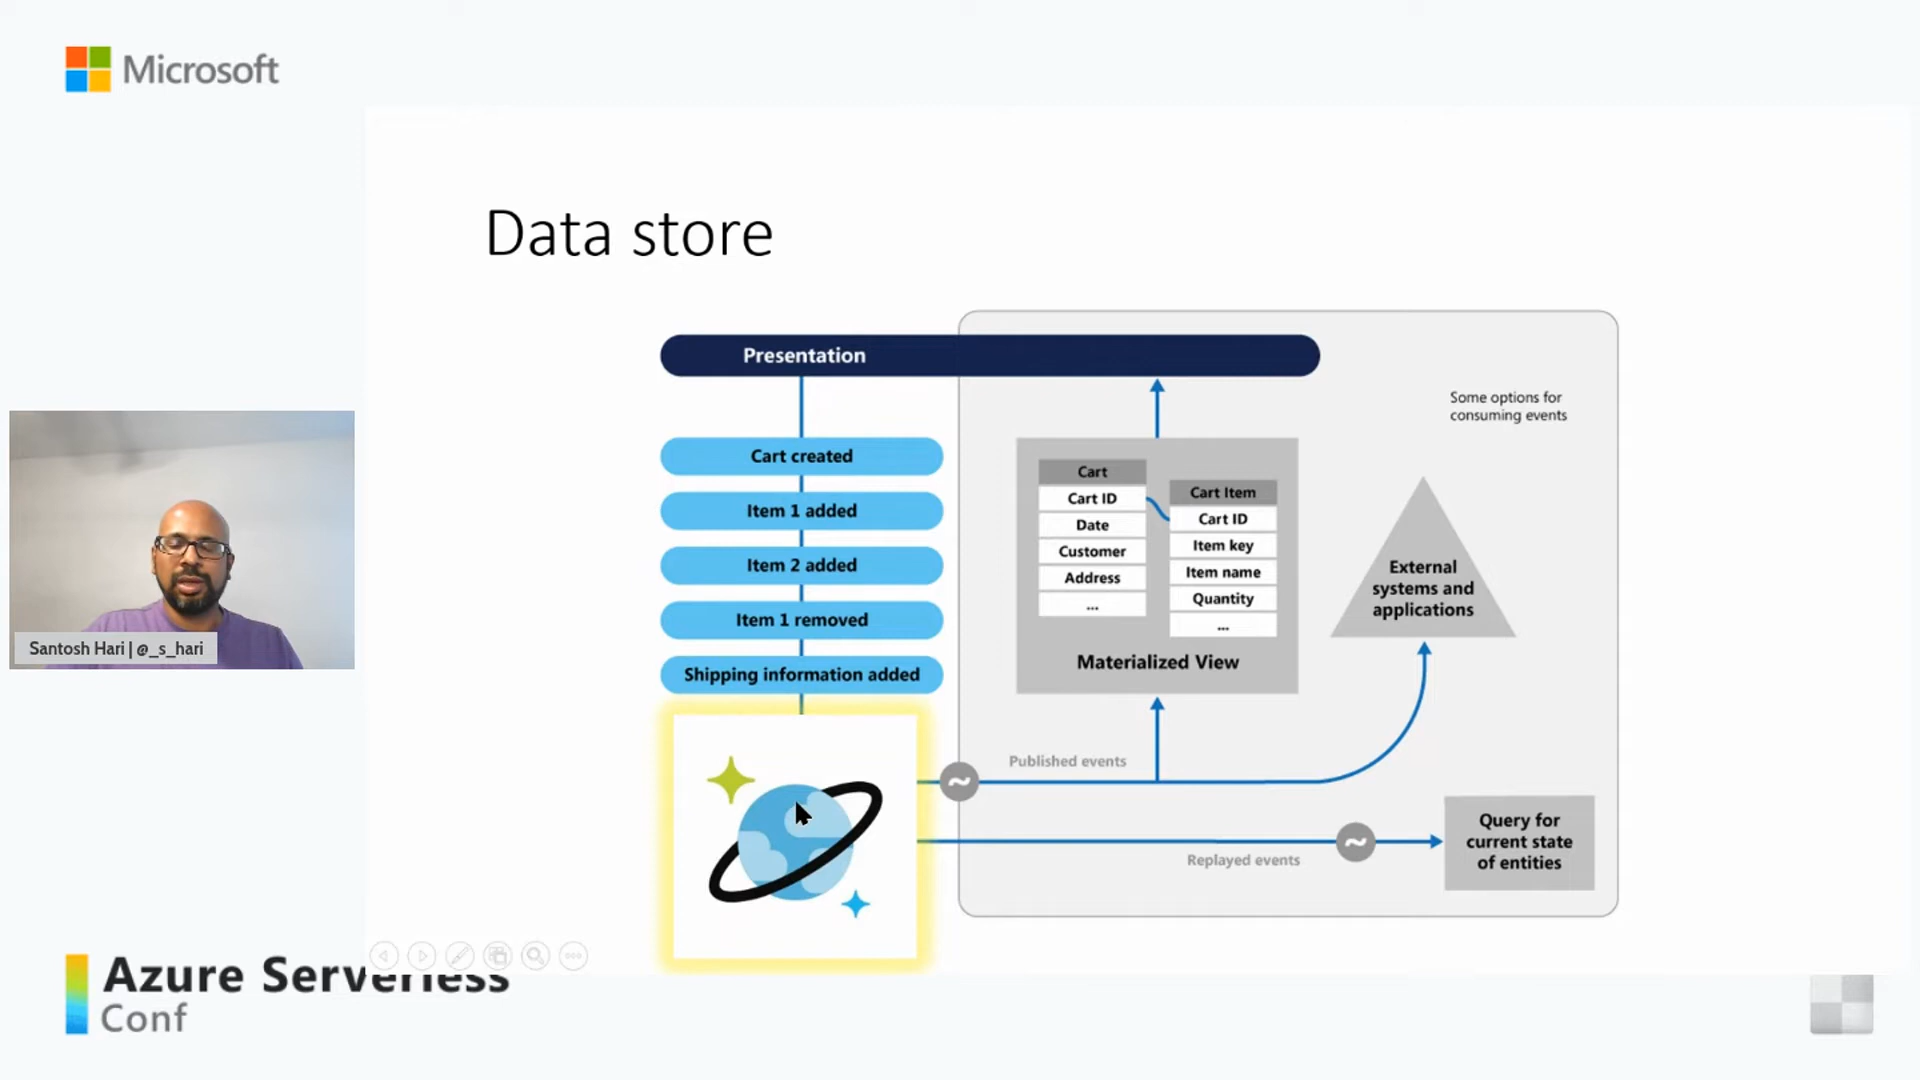 Microsoft
Data store
Presentation
Cart created
Item 1 added
Item 2 added
Item 1 removed
Shipping information added
Some options for
consuming events
Cart
Cart ID
Date
Customer
Address
...
Cart Item
Cart ID
Item key
Item name
Quantity
...
Materialized View
External
systems and
applications
Published events
Replayed events
Query for
current state
of entities
Santosh Hari | @_s_hari
Azure Serverless
Conf